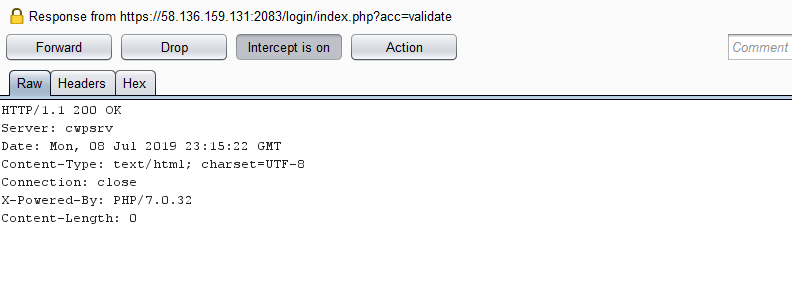 Response from https://58.136.159.131:2083/login/index.php?acc=validate
Forward Drop Intercept is on Action Comment
Raw Headers Hex
HTTP/1.1 200 OK
Server: cwpsrv
Date: Mon, 08 Jul 2019 23:15:22 GMT
Content-Type: text/html; charset=UTF-8
Connection: close
X-Powered-By: PHP/7.0.32
Content-Length: 0